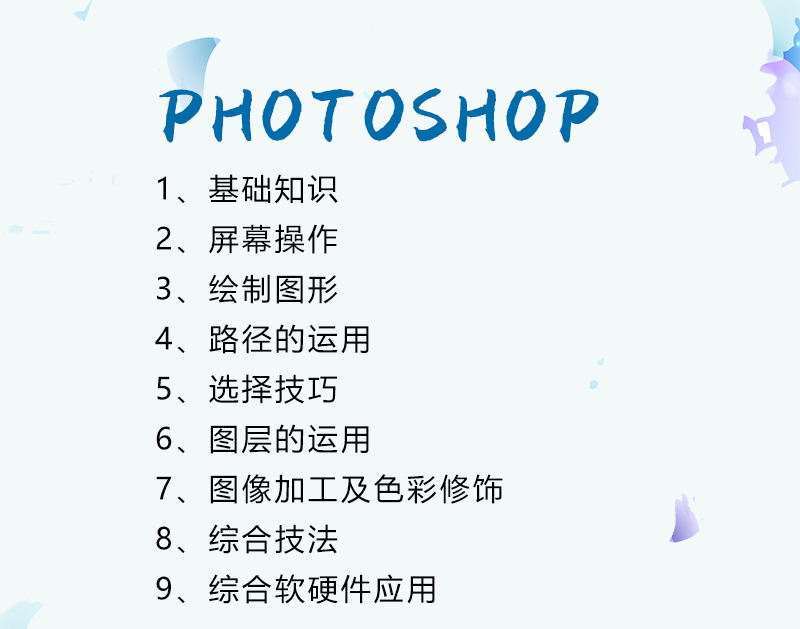 PHOTOSHOP
1、基础知识
2、屏幕操作
3、绘制图形
4、路径的运用
5、选择技巧
6、图层的运用
7、图像加工及色彩修饰
8、综合技法
9、综合软硬件应用